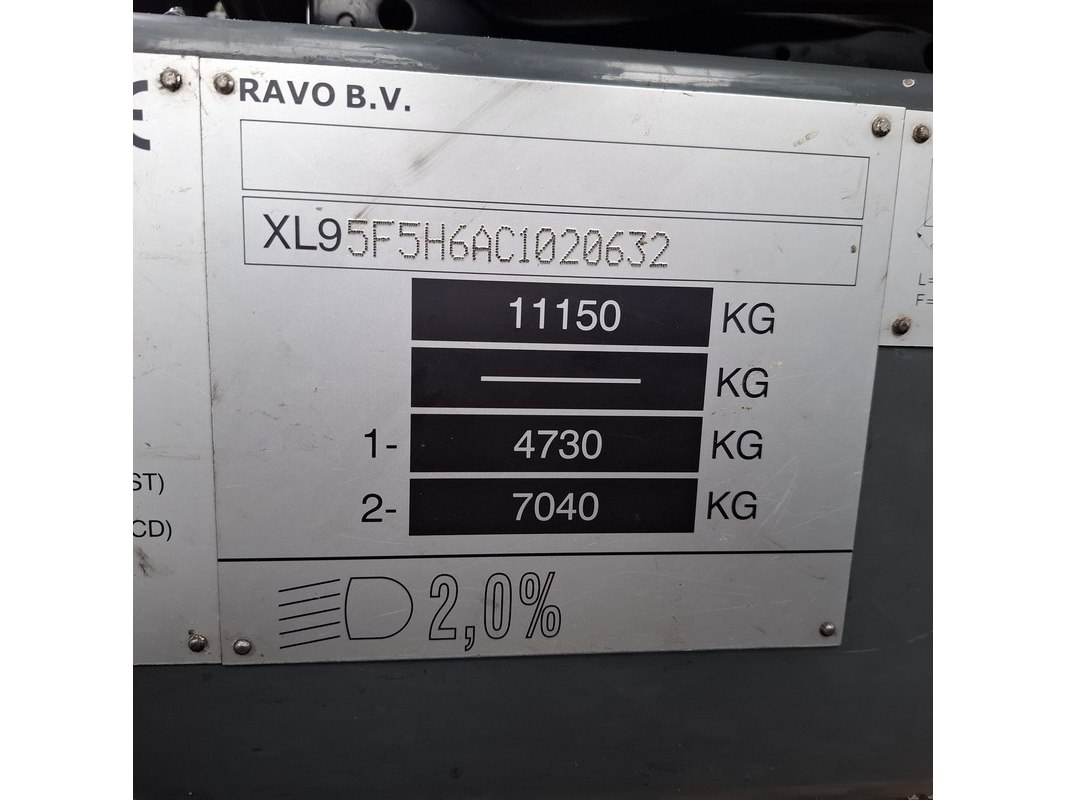 RAVO B.V.
XL95F5H6AC1020632
11150 KG
KG
1- 4730 KG
2- 7040 KG
2,0%
ST)
CD)
L=
F=